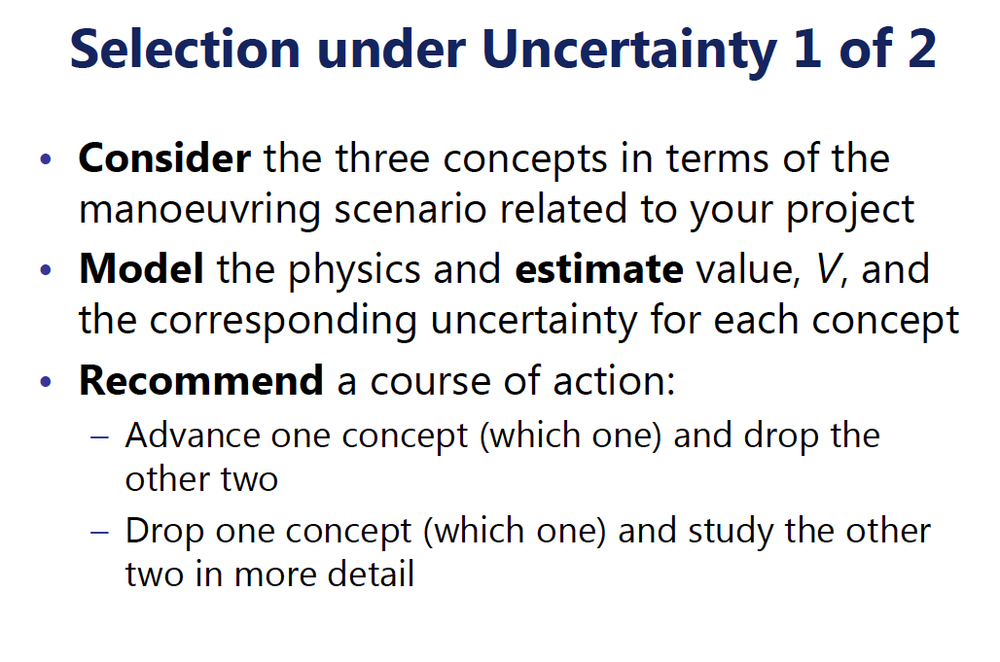 Selection under Uncertainty 1 of 2
• Consider the three concepts in terms of the
manoeuvring scenario related to your project
• Model the physics and estimate value, V, and
the corresponding uncertainty for each concept
• Recommend a course of action:
– Advance one concept (which one) and drop the
other two
– Drop one concept (which one) and study the other
two in more detail